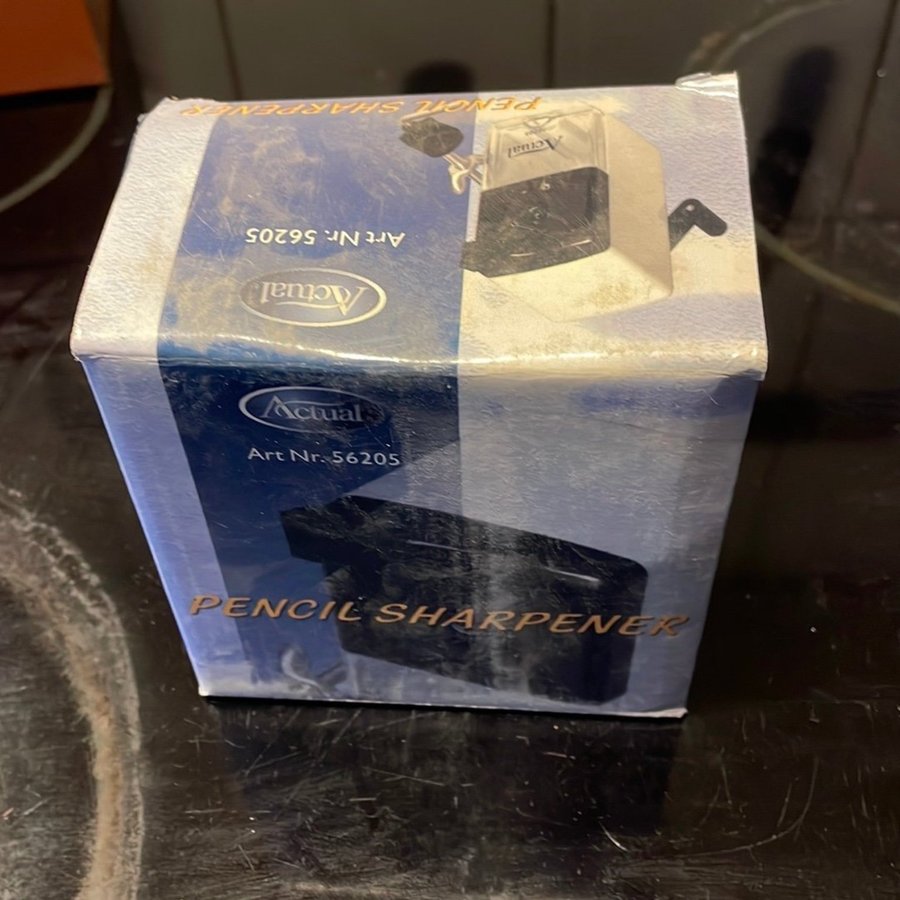 PENCIL SHARPENER
Actual
Art Nr. 56205
Actual
Actual
Art Nr. 56205
PENCIL SHARPENER